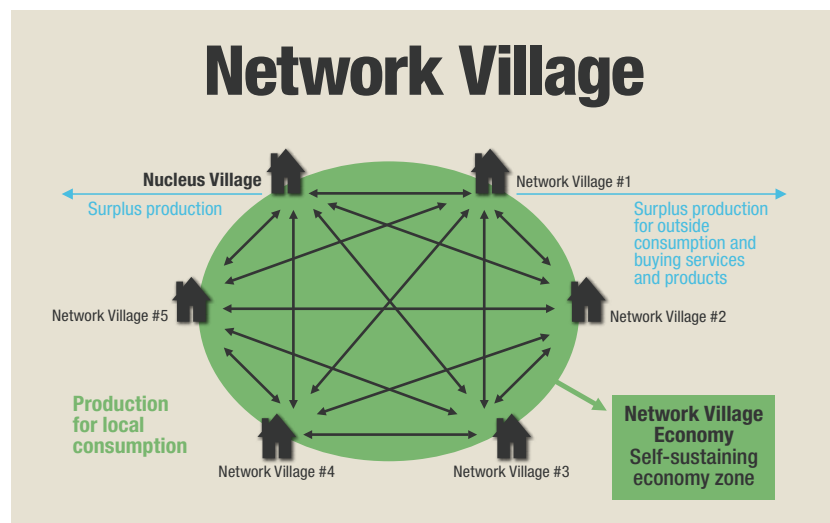 Network Village
Nucleus Village
Network Village #1
Surplus production
Surplus production
for outside
consumption and
buying services
and products
Network Village #5
Network Village #2
Production
for local
consumption
Network Village
Economy
Self-sustaining
economy zone
Network Village #4
Network Village #3